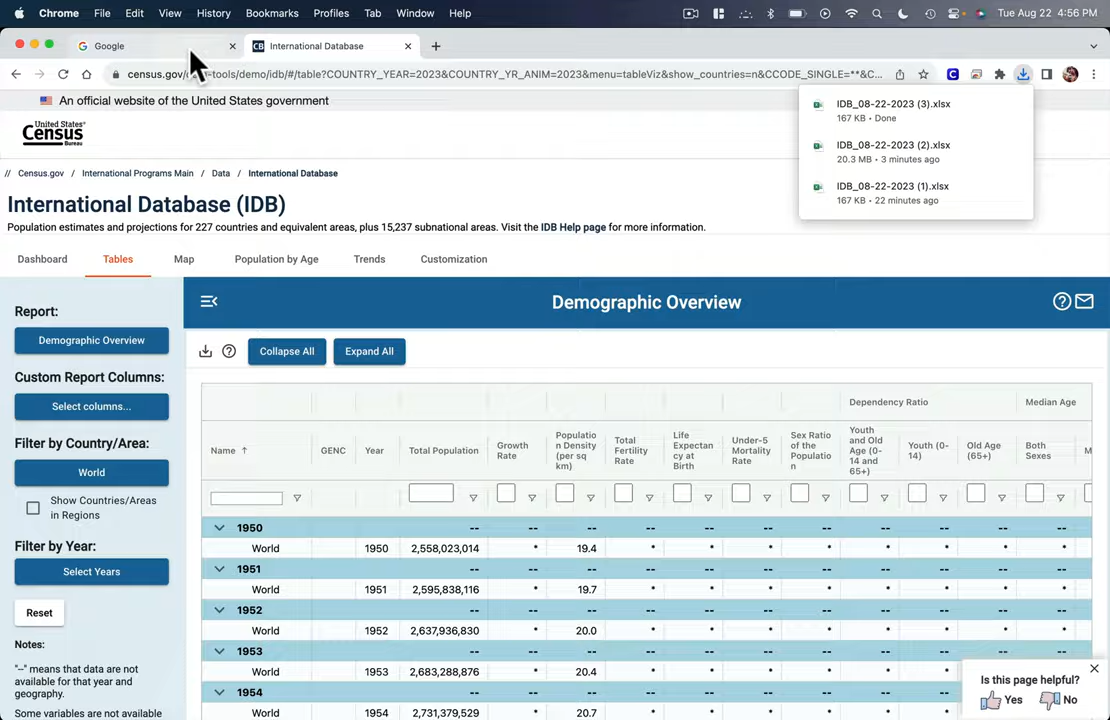 Chrome File Edit View History Bookmarks Profiles Tab Window Help Tue Aug 22 4:56 PM
Google
International Database
census.gov/ -tools/demo/idb/#/table?COUNTRY_YEAR=2023&COUNTRY_YR_ANIM=2023&menu=tableViz&show_countries=n&CCODE_SINGLE=**&C...
An official website of the United States government
United States®
Census
Bureau
IDB_08-22-2023 (3).xlsx
167 KB • Done
IDB_08-22-2023 (2).xlsx
20.3 MB • 3 minutes ago
IDB_08-22-2023 (1).xlsx
167 KB • 22 minutes ago
// Census.gov / International Programs Main / Data / International Database
International Database (IDB)
Population estimates and projections for 227 countries and equivalent areas, plus 15,237 subnational areas. Visit the IDB Help page for more information.
Dashboard Tables Map Population by Age Trends Customization
Report:
Demographic Overview
Custom Report Columns:
Select columns...
Filter by Country/Area:
World
Show Countries/Areas
in Regions
Filter by Year:
Select Years
Reset
Notes:
"--" means that data are not
available for that year and
geography.
Some variables are not available
Demographic Overview
Collapse All Expand All
Dependency Ratio Median Age
Name ↑
GENC
Year
Total Population
Growth
Rate
Populatio
n Density
(per sq
km)
Total
Fertility
Rate
Life
Expectan
cy at
Birth
Under-5
Mortality
Rate
Sex Ratio
of the
Populatio
n
Youth
and Old
Age (0-
14 and
65+)
Youth (0-
14)
Old Age
(65+)
Both
Sexes
M
1950 -- -- -- -- -- -- -- -- -- -- --
World 1950 2,558,023,014 * 19.4 * * * * * * * *
1951 -- -- -- -- -- -- -- -- -- -- --
World 1951 2,595,838,116 * 19.7 * * * * * * * *
1952 -- -- -- -- -- -- -- -- -- -- --
World 1952 2,637,936,830 * 20.0 * * * * * * * *
1953 -- -- -- -- -- -- -- -- -- -- --
World 1953 2,683,288,876 * 20.4 * * * * * * * *
1954 -- -- -- -- -- -- -- -- -- --
World 1954 2,731,379,529 * 20.7 * * * * * *
Is this page helpful?
Yes No